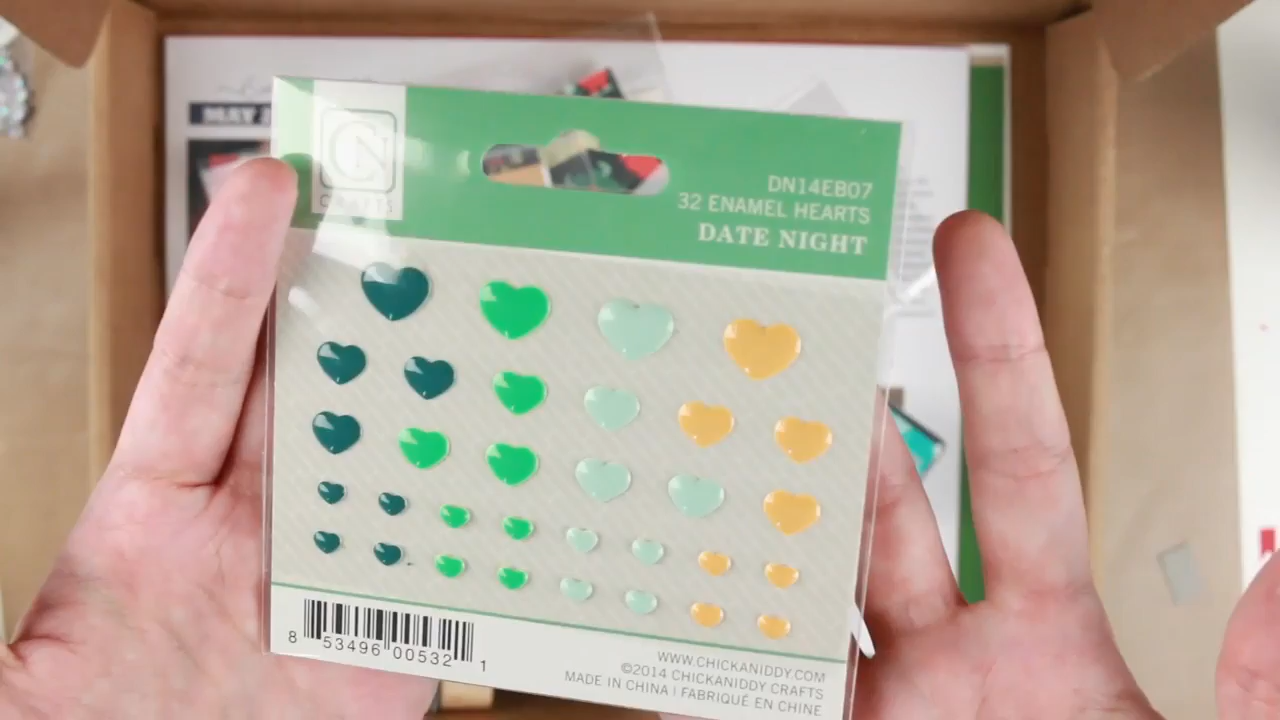 MAY
CN
CRAFTS
DN14EB07
32 ENAMEL HEARTS
DATE NIGHT
8 53496 00532 1
WWW.CHICKANIDDY.COM
©2014 CHICKANIDDY CRAFTS
MADE IN CHINA | FABRIQUÉ EN CHINE